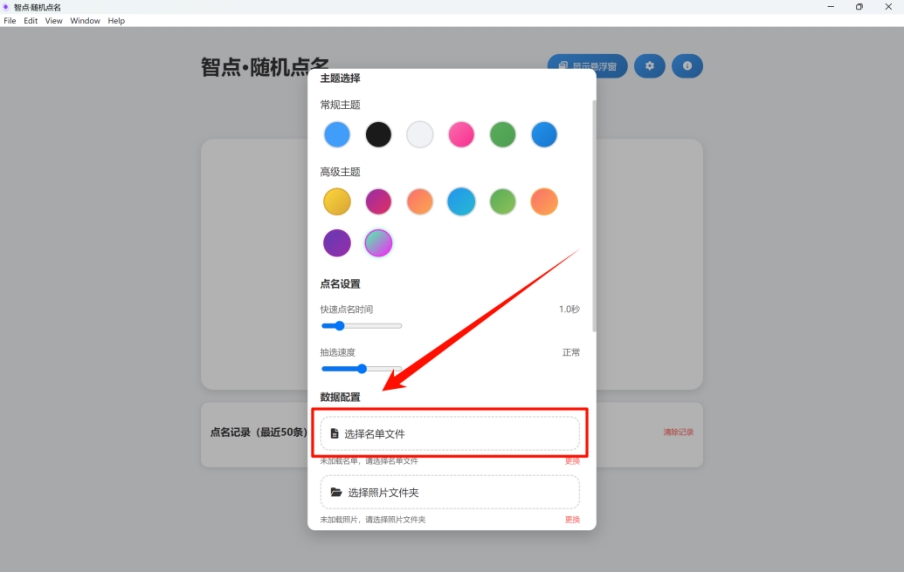 智点·随机点名
File Edit View Window Help
智点·随机点名
显示悬浮窗
主题选择
常规主题
高级主题
点名设置
快速点名时间 1.0秒
抽选速度 正常
数据配置
点名记录（最近50条） 清除记录
选择名单文件
未加载名单，请选择名单文件 更换
选择照片文件夹
未加载照片，请选择照片文件夹 更换